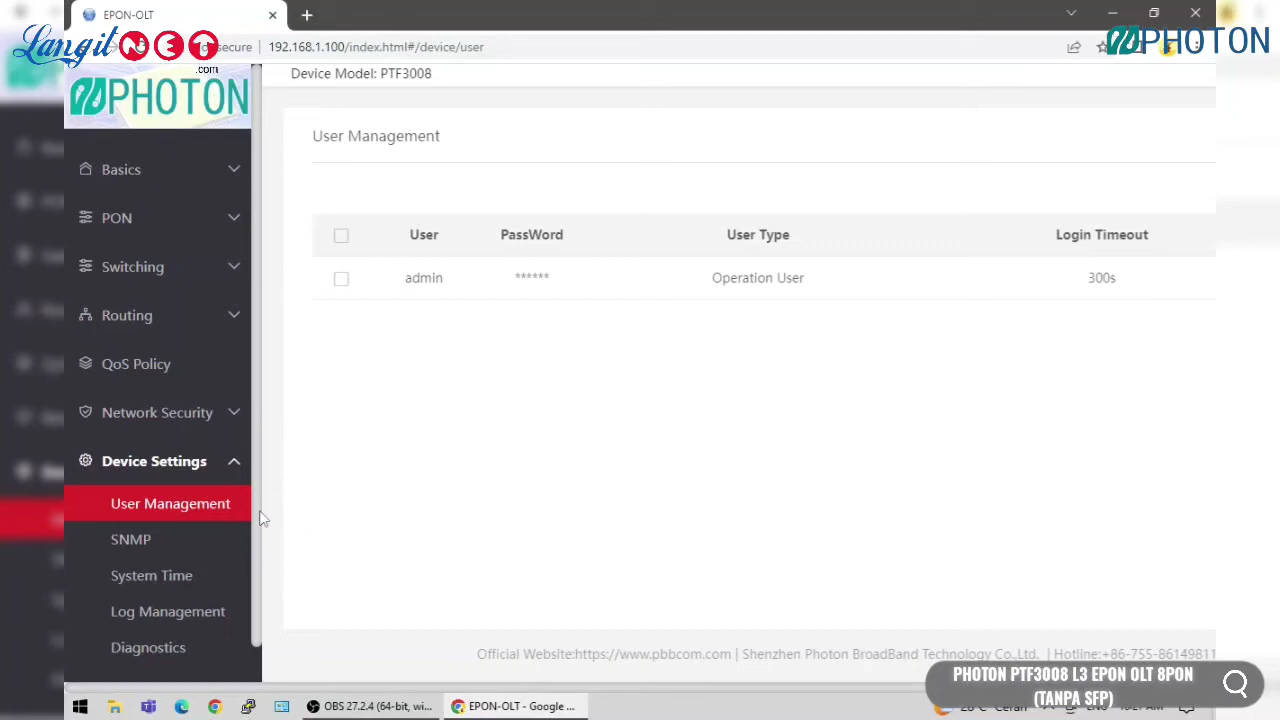 EPON-OLT
LangitNET
.com
Not secure
192.168.1.100/index.html#/device/user
PHOTON
PHOTON
Device Model: PTF3008
User Management
Basics
PON
Switching
Routing
QoS Policy
Network Security
Device Settings
User Management
SNMP
System Time
Log Management
Diagnostics
User PassWord User Type Login Timeout
admin ****** Operation User 300s
Official Website:https://www.pbbcom.com | Shenzhen Photon BroadBand Technology Co.,Ltd. | Hotline:+86-755-86149811
PHOTON PTF3008 L3 EPON OLT 8PON
(TANPA SFP)
OBS 27.2.4 (64-bit, wi...
EPON-OLT - Google ...